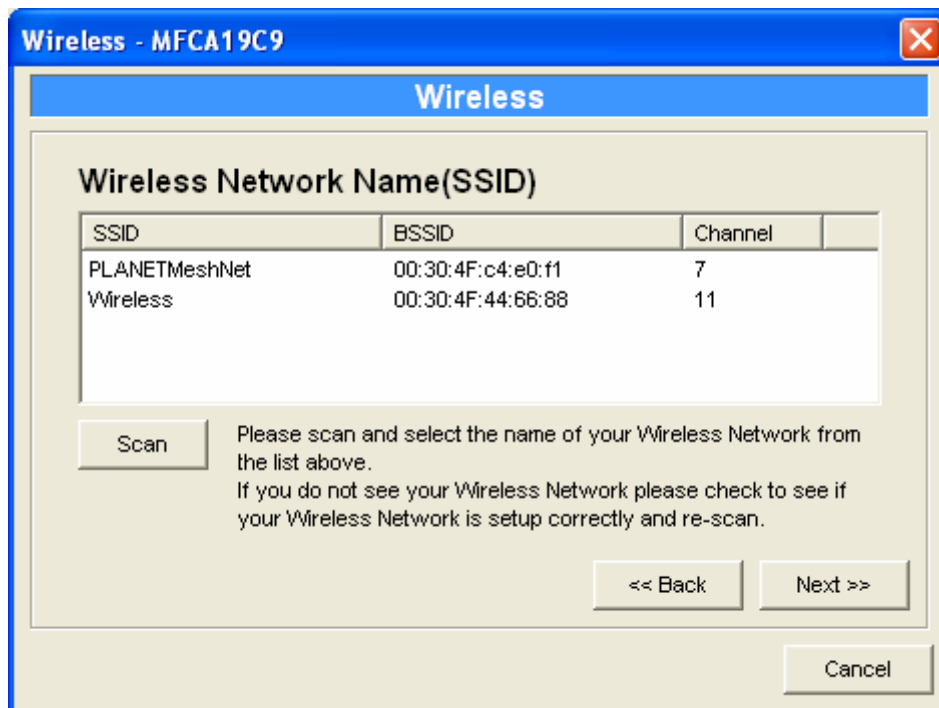 Wireless - MFCA19C9
Wireless
Wireless Network Name(SSID)
SSID BSSID Channel
PLANETMeshNet 00:30:4F:c4:e0:f1 7
Wireless 00:30:4F:44:66:88 11
Scan
Please scan and select the name of your Wireless Network from
the list above.
If you do not see your Wireless Network please check to see if
your Wireless Network is setup correctly and re-scan.
<< Back Next >>
Cancel